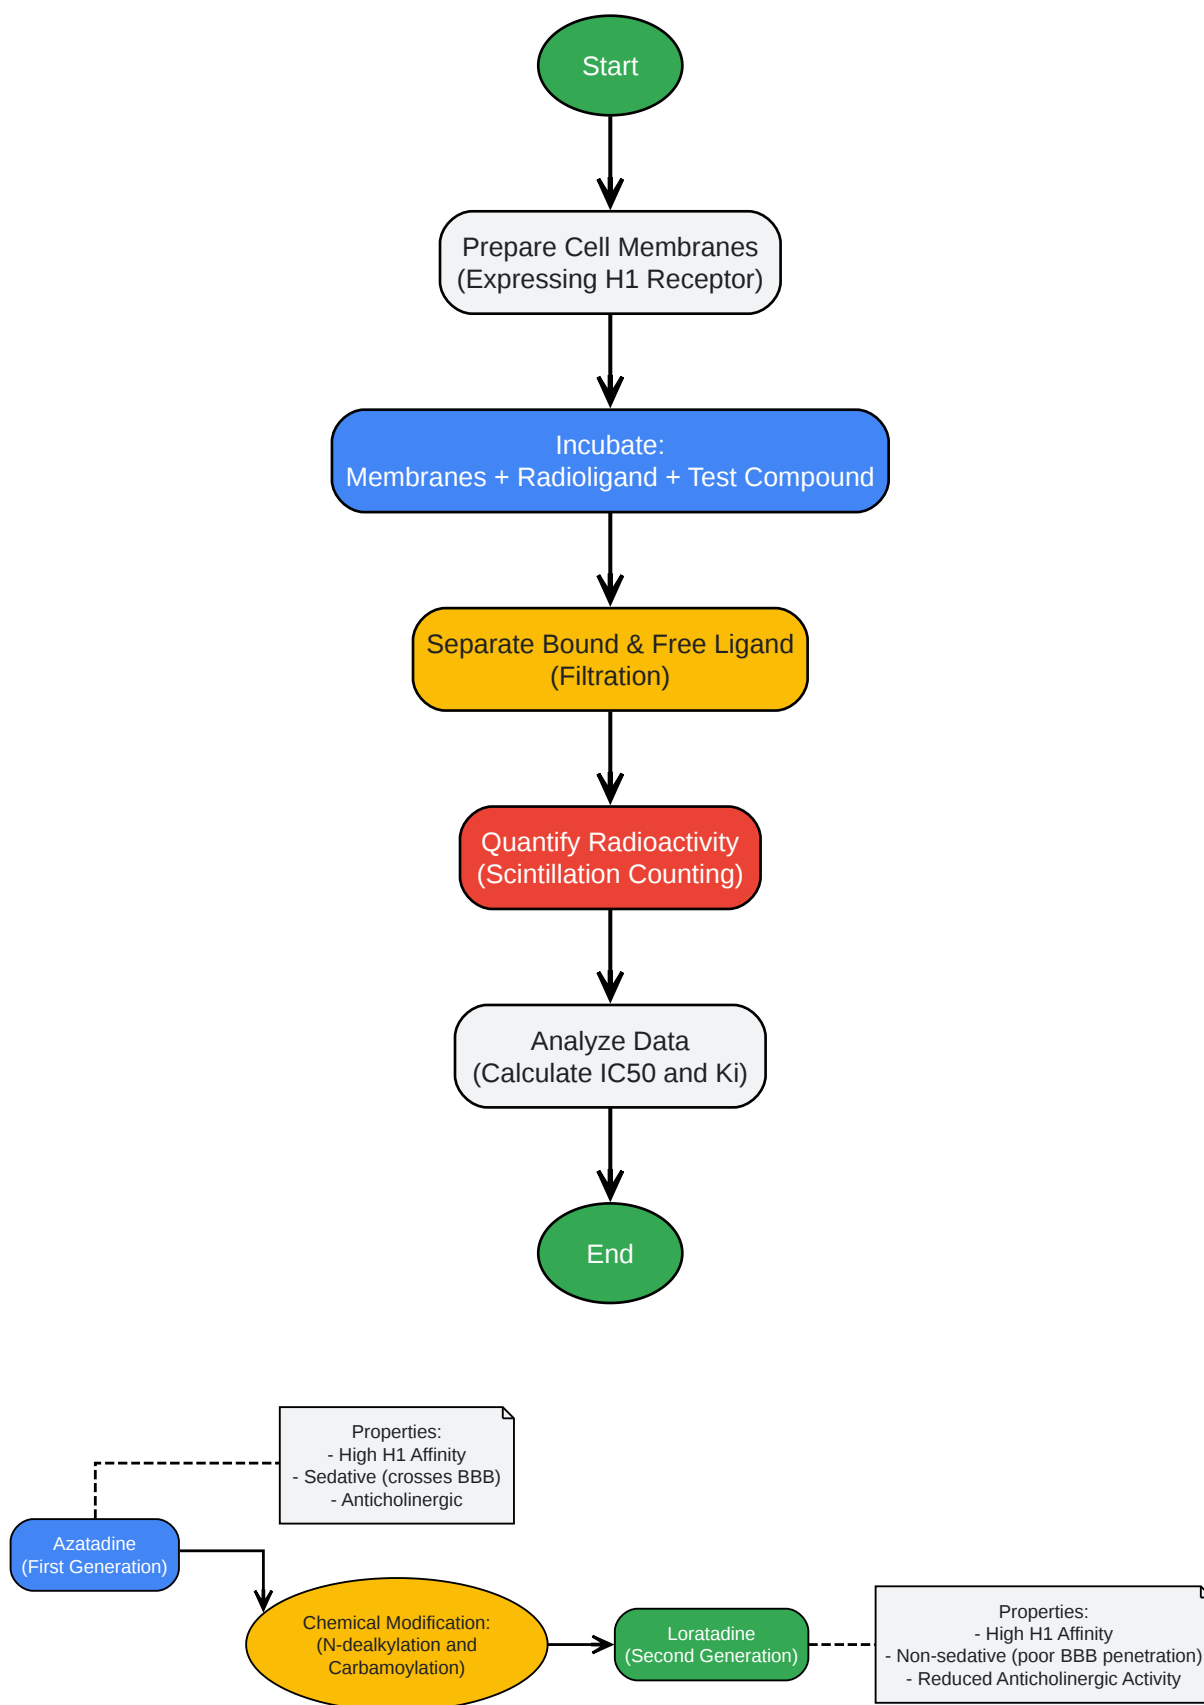 Start
Prepare Cell Membranes
(Expressing H1 Receptor)
Incubate:
Membranes + Radioligand + Test Compound
Separate Bound & Free Ligand
(Filtration)
Quantify Radioactivity
(Scintillation Counting)
Analyze Data
(Calculate IC50 and Ki)
End
Properties:
- High H1 Affinity
- Sedative (crosses BBB)
- Anticholinergic
Azatadine
(First Generation)
Chemical Modification:
(N-dealkylation and
Carbamoylation)
Loratadine
(Second Generation)
Properties:
- High H1 Affinity
- Non-sedative (poor BBB penetration)
- Reduced Anticholinergic Activity